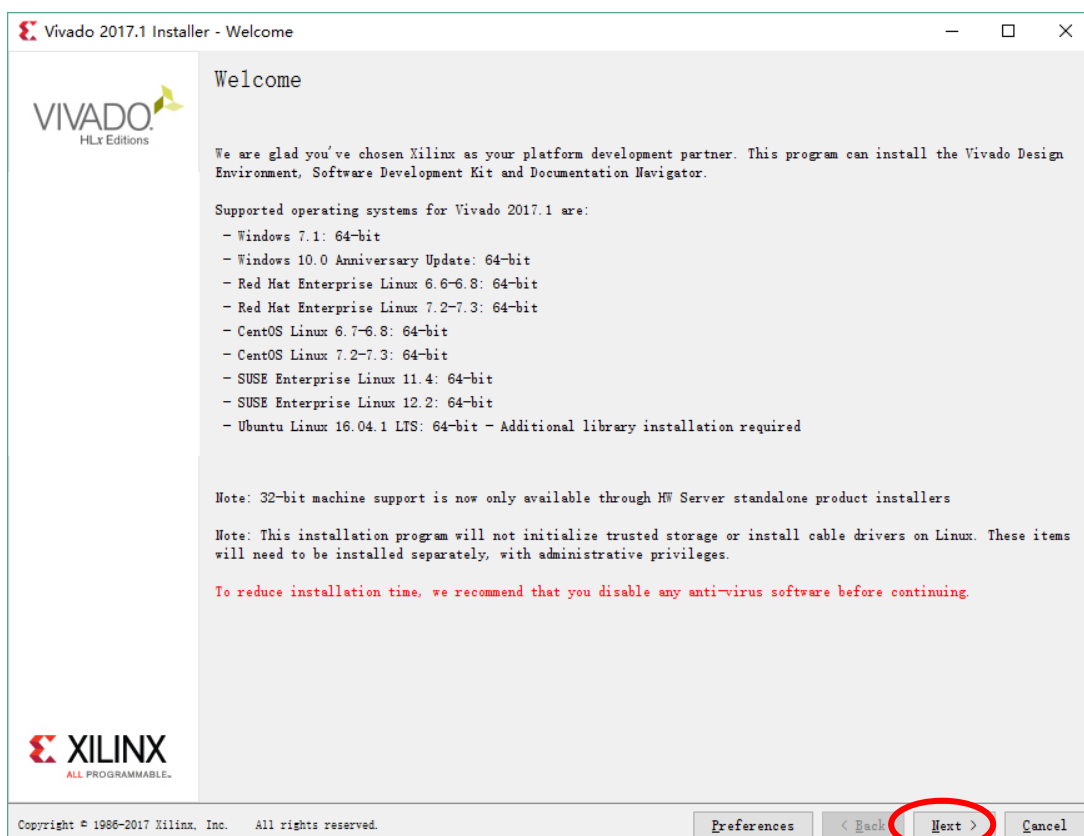 Vivado 2017.1 Installer - Welcome
VIVADO.
HLx Editions
Welcome
We are glad you've chosen Xilinx as your platform development partner. This program can install the Vivado Design
Environment, Software Development Kit and Documentation Navigator.
Supported operating systems for Vivado 2017.1 are:
- Windows 7.1: 64-bit
- Windows 10.0 Anniversary Update: 64-bit
- Red Hat Enterprise Linux 6.6-6.8: 64-bit
- Red Hat Enterprise Linux 7.2-7.3: 64-bit
- CentOS Linux 6.7-6.8: 64-bit
- CentOS Linux 7.2-7.3: 64-bit
- SUSE Enterprise Linux 11.4: 64-bit
- SUSE Enterprise Linux 12.2: 64-bit
- Ubuntu Linux 16.04.1 LTS: 64-bit - Additional library installation required
Note: 32-bit machine support is now only available through HW Server standalone product installers
Note: This installation program will not initialize trusted storage or install cable drivers on Linux. These items
will need to be installed separately, with administrative privileges.
To reduce installation time, we recommend that you disable any anti-virus software before continuing.
XILINX
ALL PROGRAMMABLE™
Copyright © 1986-2017 Xilinx, Inc. All rights reserved.
Preferences < Back Next > Cancel